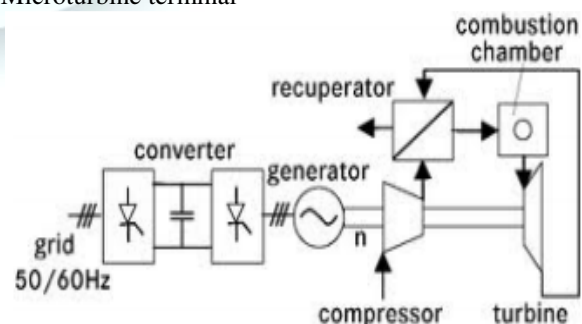 Microturbine terminal
combustion
chamber
recuperator
converter
generator
grid
50/60Hz
n
compressor
turbine